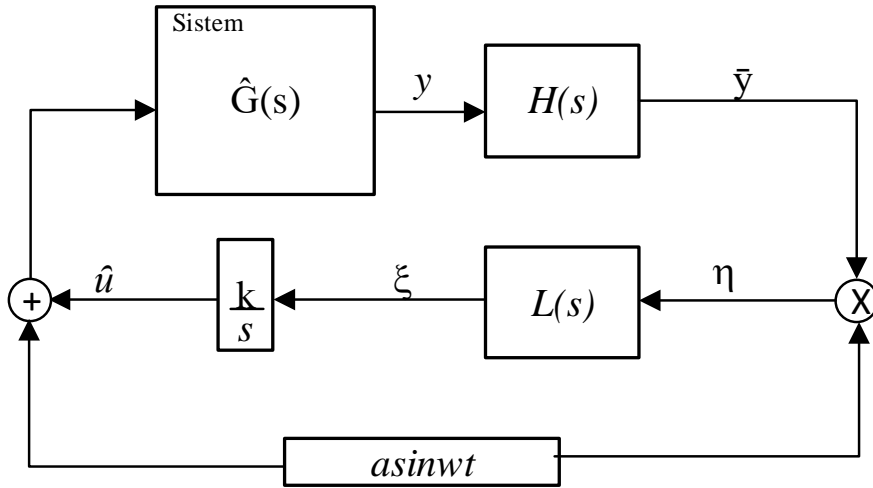 Sistem
Ĝ(s)
y
H(s)
ȳ
+
û
k
s
ξ
L(s)
η
X
asinwt